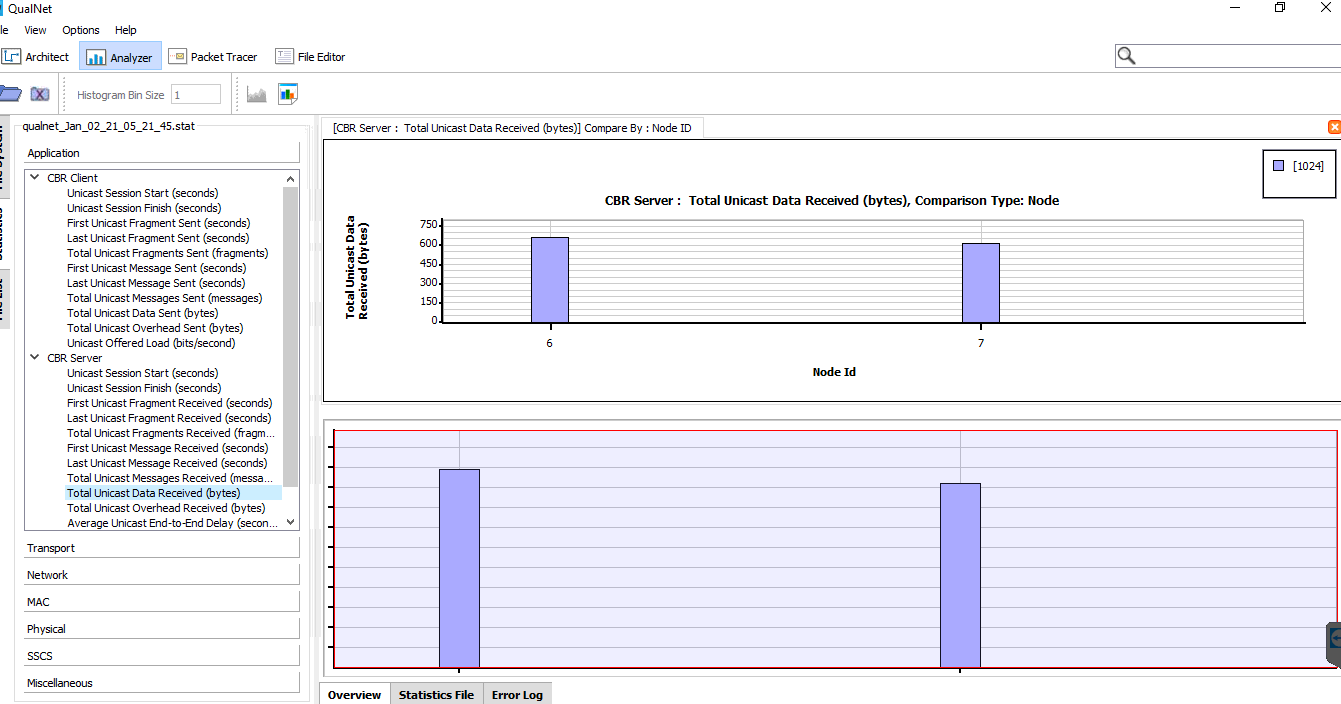 QualNet
le View Options Help
Architect Analyzer Packet Tracer File Editor
Histogram Bin Size 1
qualnet_Jan_02_21_05_21_45.stat
Application
CBR Client
Unicast Session Start (seconds)
Unicast Session Finish (seconds)
First Unicast Fragment Sent (seconds)
Last Unicast Fragment Sent (seconds)
Total Unicast Fragments Sent (fragments)
First Unicast Message Sent (seconds)
Last Unicast Message Sent (seconds)
Total Unicast Messages Sent (messages)
Total Unicast Data Sent (bytes)
Total Unicast Overhead Sent (bytes)
Unicast Offered Load (bits/second)
CBR Server
Unicast Session Start (seconds)
Unicast Session Finish (seconds)
First Unicast Fragment Received (seconds)
Last Unicast Fragment Received (seconds)
Total Unicast Fragments Received (fragm...
First Unicast Message Received (seconds)
Last Unicast Message Received (seconds)
Total Unicast Messages Received (messa...
Total Unicast Data Received (bytes)
Total Unicast Overhead Received (bytes)
Average Unicast End-to-End Delay (secon...
Transport
Network
MAC
Physical
SSCS
Miscellaneous
[CBR Server : Total Unicast Data Received (bytes)] Compare By : Node ID
[1024]
CBR Server : Total Unicast Data Received (bytes), Comparison Type: Node
Total Unicast Data
Received (bytes)
750
600
450
300
150
0
6 7
Node Id
Overview Statistics File Error Log